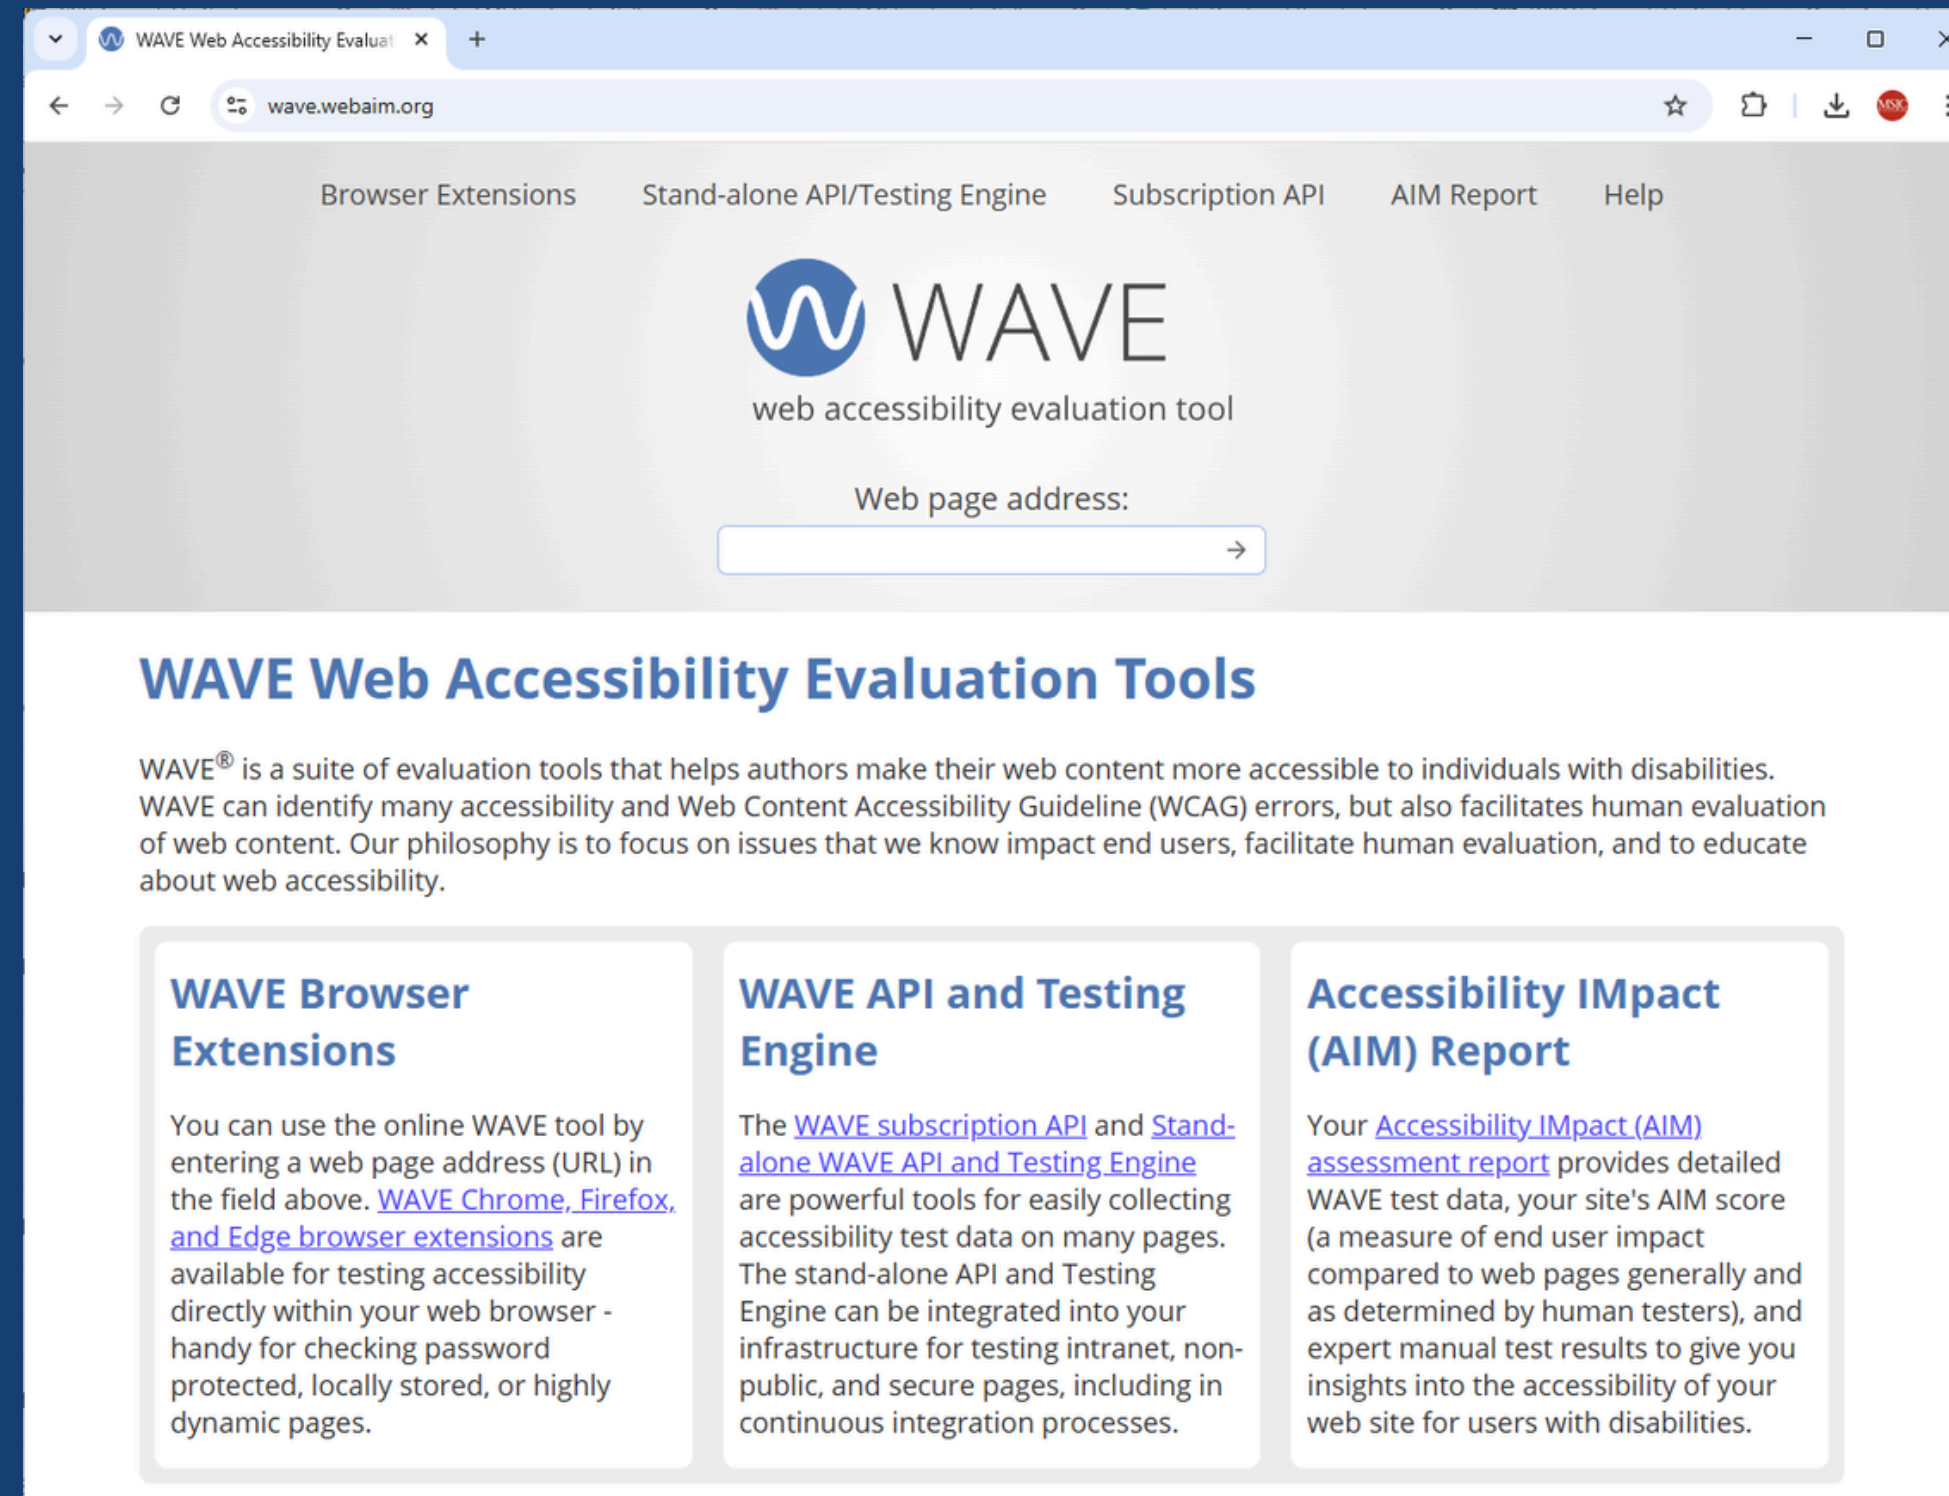 WAVE Web Accessibility Evaluat
wave.webaim.org
MSJC
Browser Extensions Stand-alone API/Testing Engine Subscription API AIM Report Help
WAVE
web accessibility evaluation tool
Web page address:
WAVE Web Accessibility Evaluation Tools
WAVE® is a suite of evaluation tools that helps authors make their web content more accessible to individuals with disabilities.
WAVE can identify many accessibility and Web Content Accessibility Guideline (WCAG) errors, but also facilitates human evaluation
of web content. Our philosophy is to focus on issues that we know impact end users, facilitate human evaluation, and to educate
about web accessibility.
WAVE Browser
Extensions
You can use the online WAVE tool by
entering a web page address (URL) in
the field above. WAVE Chrome, Firefox,
and Edge browser extensions are
available for testing accessibility
directly within your web browser -
handy for checking password
protected, locally stored, or highly
dynamic pages.
WAVE API and Testing
Engine
The WAVE subscription API and Stand-
alone WAVE API and Testing Engine
are powerful tools for easily collecting
accessibility test data on many pages.
The stand-alone API and Testing
Engine can be integrated into your
infrastructure for testing intranet, non-
public, and secure pages, including in
continuous integration processes.
Accessibility IMpact
(AIM) Report
Your Accessibility IMpact (AIM)
assessment report provides detailed
WAVE test data, your site's AIM score
(a measure of end user impact
compared to web pages generally and
as determined by human testers), and
expert manual test results to give you
insights into the accessibility of your
web site for users with disabilities.